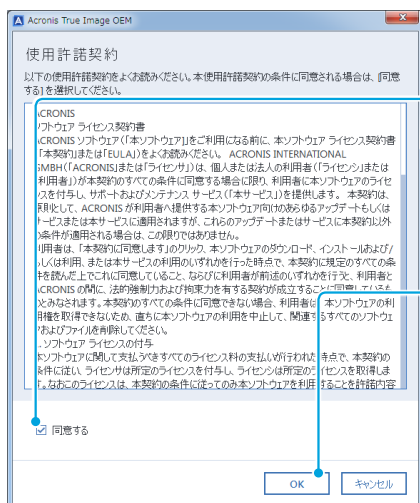 Acronis True Image OEM
使用許諾契約
以下の使用許諾契約をよくお読みください。本使用許諾契約の条件に同意される場合は、[同意
する]を選択してください。
ACRONIS
ソフトウェア ライセンス契約書
ACRONIS ソフトウェア(「本ソフトウェア」)をご利用になる前に、本ソフトウェア ライセンス契約書
「本契約」または「EULA」)をよくお読みください。 ACRONIS INTERNATIONAL
GMBH(「ACRONIS」または「ライセンサ」)は、個人または法人の利用者(「ライセンシ」または
利用者」)が本契約のすべての条件に同意する場合に限り、利用者に本ソフトウェアのライセ
ンスを付与し、サポートおよびメンテナンス サービス(「本サービス」)を提供します。 本契約は、
原則として、ACRONIS が利用者へ提供する本ソフトウェア向けのあらゆるアップデートもしくは
サービスまたは本サービスに適用されますが、これらのアップデートまたはサービスに本契約以外
の条件が適用される場合は、この限りではありません。
利用者は、「本契約に同意します」のクリック、本ソフトウェアのダウンロード、インストールおよび/
もしくは利用、または本サービスの利用のいずれかを行った時点で、本契約に規定のすべての条
件を読んだ上でこれに同意していること、ならびに利用者が前述のいずれかを行うと、利用者と
ACRONIS の間に、法的強制力および拘束力を有する契約が成立することに同意しているも
のとみなされます。本契約のすべての条件に同意できない場合、利用者は、本ソフトウェアの利
用権を取得できないため、直ちに本ソフトウェアの利用を中止して、関連するすべてのソフトウェ
アおよびファイルを削除してください。
. ソフトウェア ライセンスの付与
本ソフトウェアに関して支払うべきすべてのライセンス料の支払いが行われた時点で、本契約の
条件に従い、ライセンサは所定のライセンスを付与し、ライセンシは所定のライセンスを取得しま
す。なおこのライセンスは、本契約の条件に従ってのみ本ソフトウェアを利用することを許諾内容
同意する
OK
キャンセル